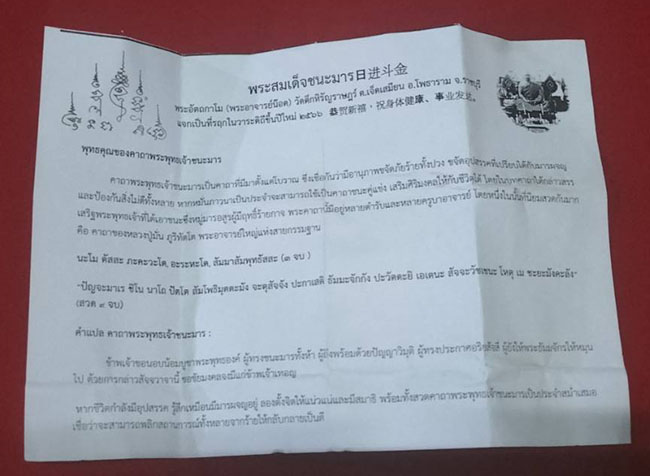 พระสมเด็จชนะมาร日进斗金
พระอัตถกาโม (พระอาจารย์น๊อต) วัดตึกหิรัญราษฎร์ ต.เจ็ดเสมียน อ.โพธาราม จ.ราชบุรี
แจกเป็นที่ระฤกในวาระดิถีขึ้นปีใหม่ ๒๕๖๖ 恭贺新禧，祝身体健康、事业发达。
พุทธคุณของคาถาพระพุทธเจ้าชนะมาร
คาถาพระพุทธเจ้าชนะมารเป็นคาถาที่มีมาตั้งแต่โบราณ ซึ่งเชื่อกันว่ามีอานุภาพขจัดภัยร้ายทั้งปวง ขจัดอุปสรรคที่เปรียบได้กับมารผจญ
และป้องกันสิ่งไม่ดีทั้งหลาย หากหมั่นภาวนาเป็นประจำจะสามารถใช้เป็นคาถาชนะคู่แข่ง เสริมศิริมงคลให้กับชีวิตได้ โดยในบทคาถาได้กล่าวสรร
เสริฐพระพุทธเจ้าที่ได้เอาชนะซึ่งหมู่มารอสูรผู้มีฤทธิ์ร้ายกาจ พระคาถานี้มีอยู่หลายตำรับและหลายครูบาอาจารย์ โดยหนึ่งในนั้นที่นิยมสวดกันมาก
คือ คาถาของหลวงปู่มั่น ภูริทัตโต พระอาจารย์ใหญ่แห่งสายกรรมฐาน
นะโม ตัสสะ ภะคะวะโต, อะระหะโต, สัมมาสัมพุทธัสสะ (๓ จบ )
"ปัญจะมาเร ชิโน นาโถ ปัตโต สัมโพธิมุตตะมัง จะตุสัจจัง ปะกาเสติ ธัมมะจักกัง ปะวัตตะยิ เอเตนะ สัจจะวัชเชนะ โหตุ เม ชะยะมังคะลัง"
(สวด ๙ จบ)
คำแปล คาถาพระพุทธเจ้าชนะมาร :
ข้าพเจ้าขอนอบน้อมบูชาพระพุทธองค์ ผู้ทรงชนะมารทั้งห้า ผู้ถึงพร้อมด้วยปัญญาวิมุติ ผู้ทรงประกาศอริยสัจสี่ ผู้ยังให้พระธัมมจักรให้หมุน
ไป ด้วยการกล่าวสัจจวาจานี้ ขอชัยมงคลจงมีแก่ข้าพเจ้าเทอญ
หากชีวิตกำลังมีอุปสรรค รู้สึกเหมือนมีมารผจญอยู่ ลองตั้งจิตให้แน่วแน่และมีสมาธิ พร้อมทั้งสวดคาถาพระพุทธเจ้าชนะมารเป็นประจำสม่ำเสมอ
เชื่อว่าจะสามารถพลิกสถานการณ์ทั้งหลายจากร้ายให้กลับกลายเป็นดี